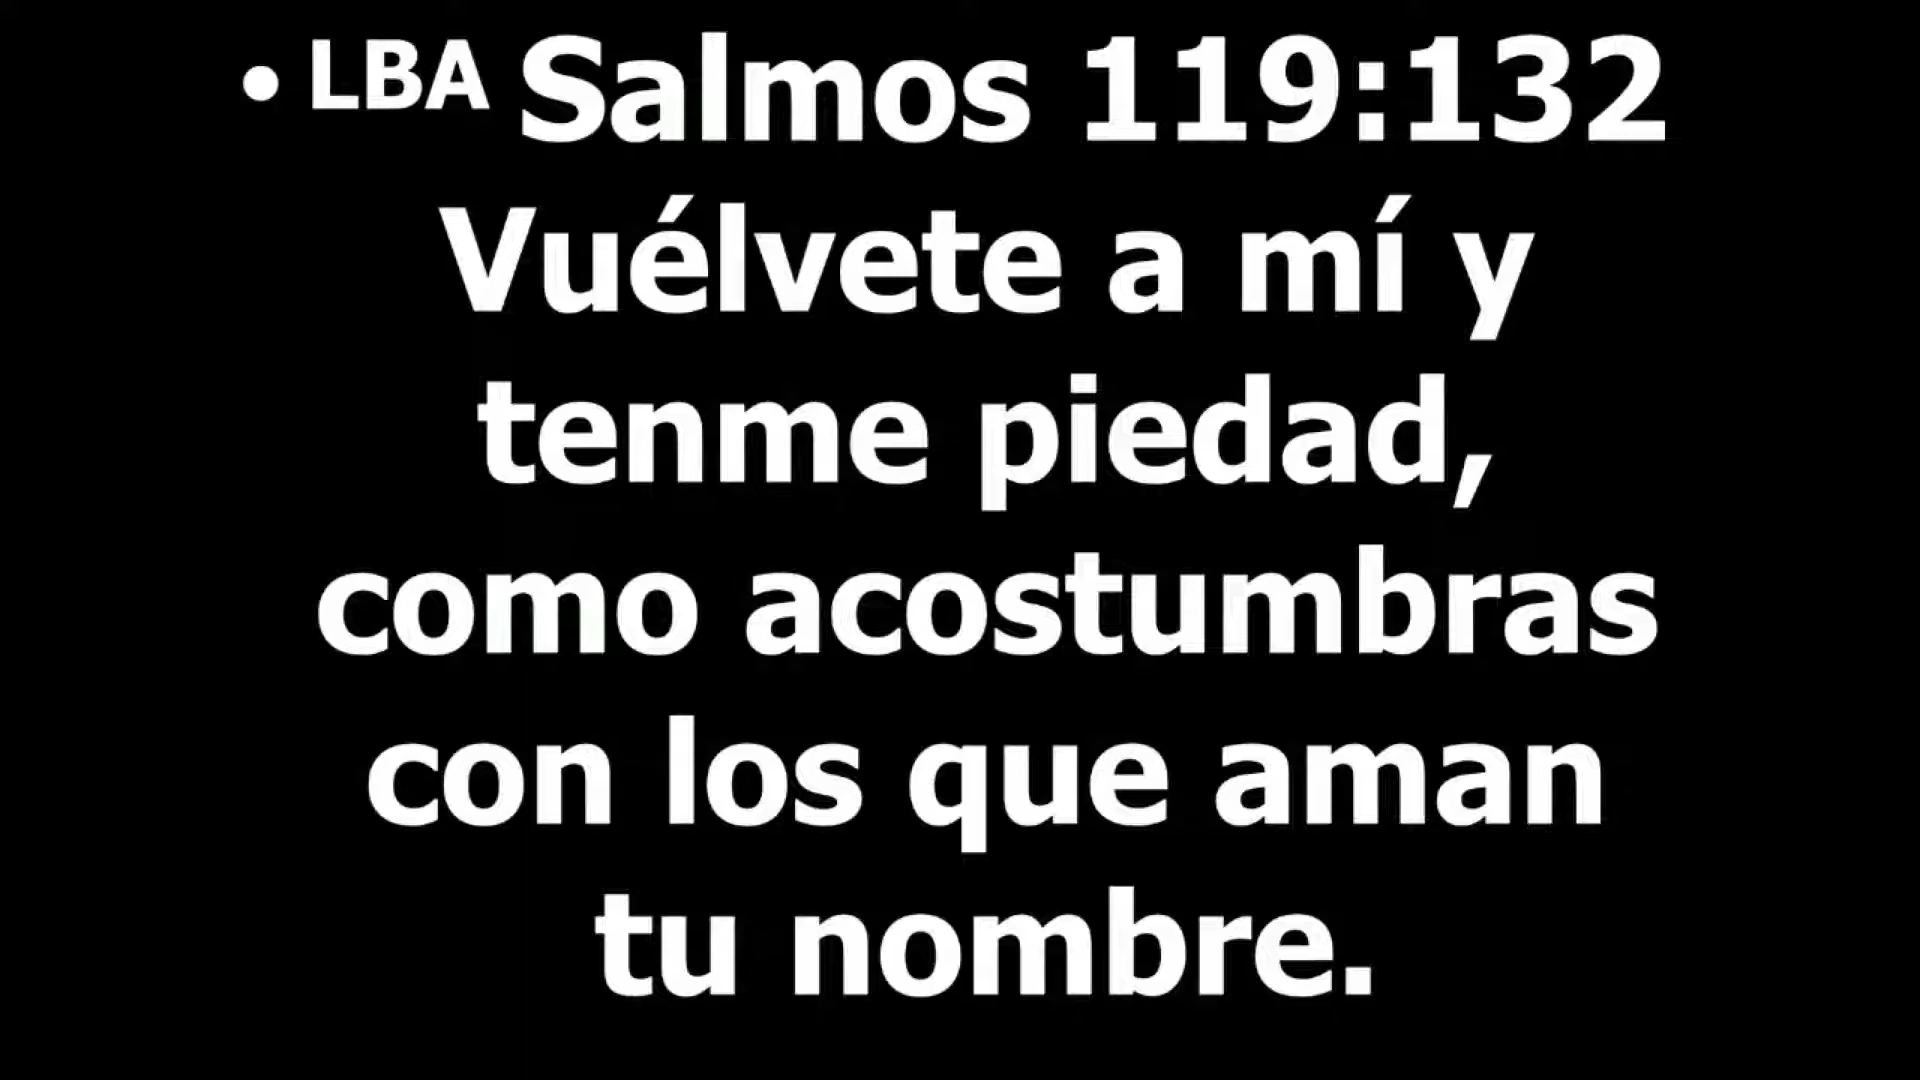 • LBA Salmos 119:132
Vuélvete a mí y
tenme piedad,
como acostumbras
con los que aman
tu nombre.